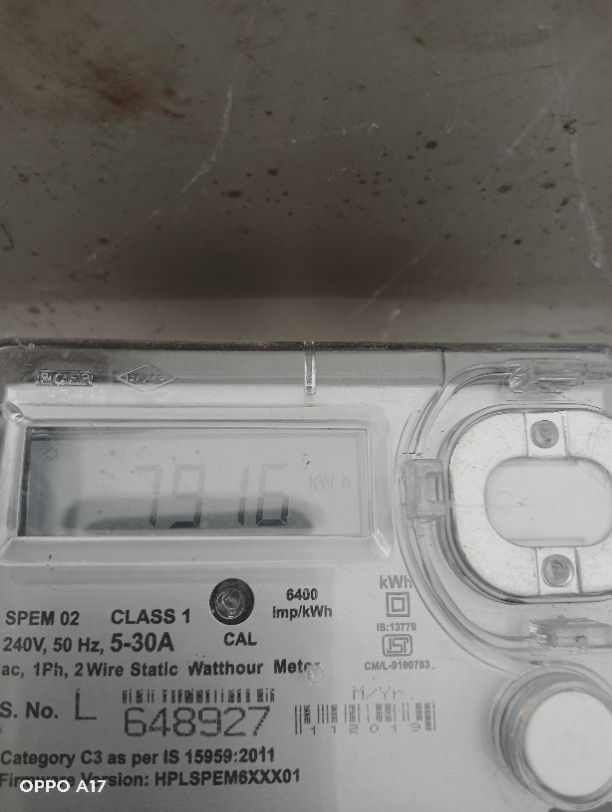 7916 kWh
6400
imp/kWh
kWh
IS:13779
CM/L-9190783
SPEM 02 CLASS 1
240V, 50 Hz, 5-30A
CAL
ac, 1Ph, 2 Wire Static Watthour Meter
M/Yr.
S. No. L 648927
112019
Category C3 as per IS 15959:2011
Firmware Version: HPLSPEM6XXX01
OPPO A17